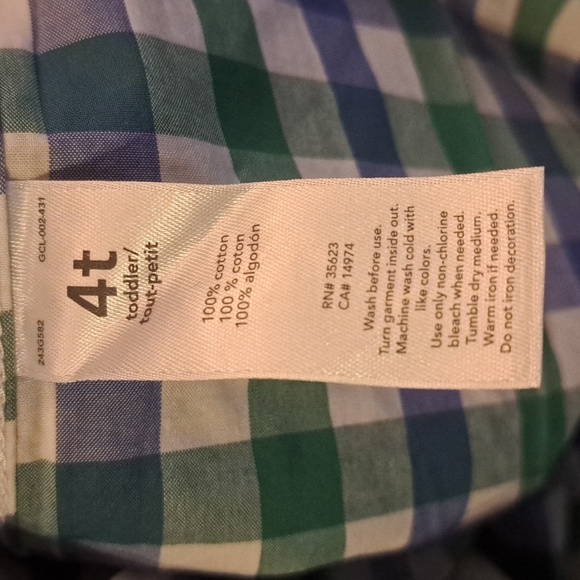 243G582 GCL-002-431
4t
toddler/
tout-petit
100% cotton
100 % coton
100% algodón
RN# 35623
CA# 14974
Wash before use.
Turn garment inside out.
Machine wash cold with
like colors.
Use only non-chlorine
bleach when needed.
Tumble dry medium.
Warm iron if needed.
Do not iron decoration.